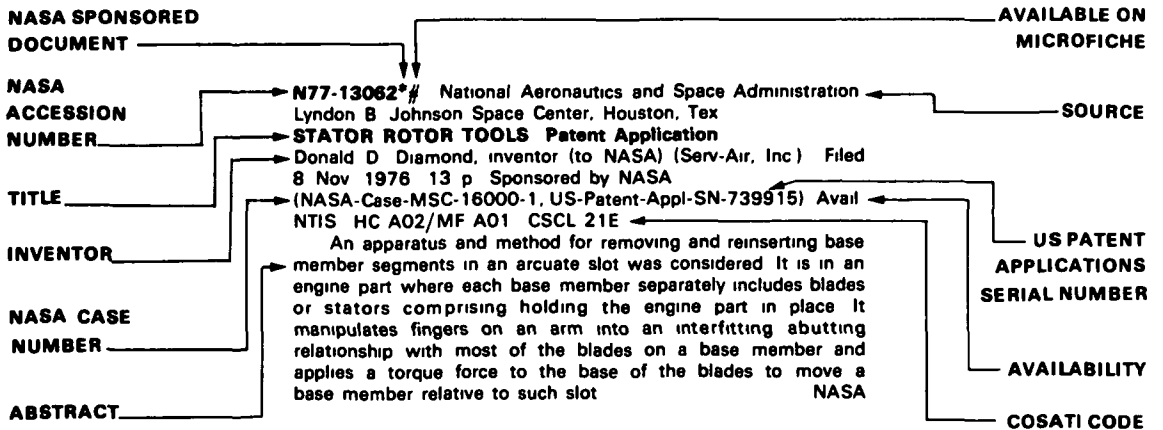 NASA SPONSORED
DOCUMENT
AVAILABLE ON
MICROFICHE
NASA
ACCESSION
NUMBER
TITLE
INVENTOR
NASA CASE
NUMBER
ABSTRACT
N77-13062*# National Aeronautics and Space Administration
Lyndon B Johnson Space Center, Houston, Tex
STATOR ROTOR TOOLS Patent Application
Donald D Diamond, inventor (to NASA) (Serv-Air, Inc ) Filed
8 Nov 1976 13 p Sponsored by NASA
(NASA-Case-MSC-16000-1, US-Patent-Appl-SN-739915) Avail
NTIS HC A02/MF A01 CSCL 21E
An apparatus and method for removing and reinserting base
member segments in an arcuate slot was considered It is in an
engine part where each base member separately includes blades
or stators comprising holding the engine part in place It
manipulates fingers on an arm into an interfitting abutting
relationship with most of the blades on a base member and
applies a torque force to the base of the blades to move a
base member relative to such slot NASA
SOURCE
US PATENT
APPLICATIONS
SERIAL NUMBER
AVAILABILITY
COSATI CODE